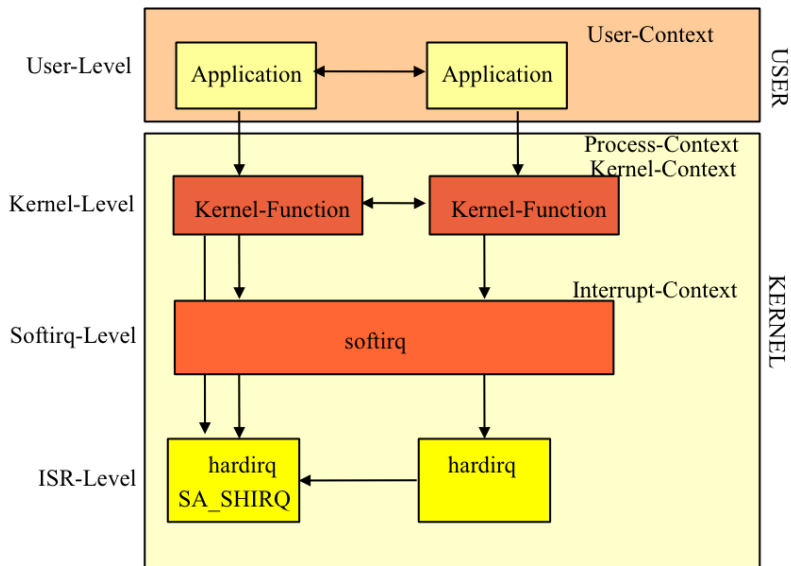 User-Context
User-Level
Application
Application
USER
Process-Context
Kernel-Context
Kernel-Level
Kernel-Function
Kernel-Function
Interrupt-Context
KERNEL
Softirq-Level
softirq
ISR-Level
hardirq
SA_SHIRQ
hardirq